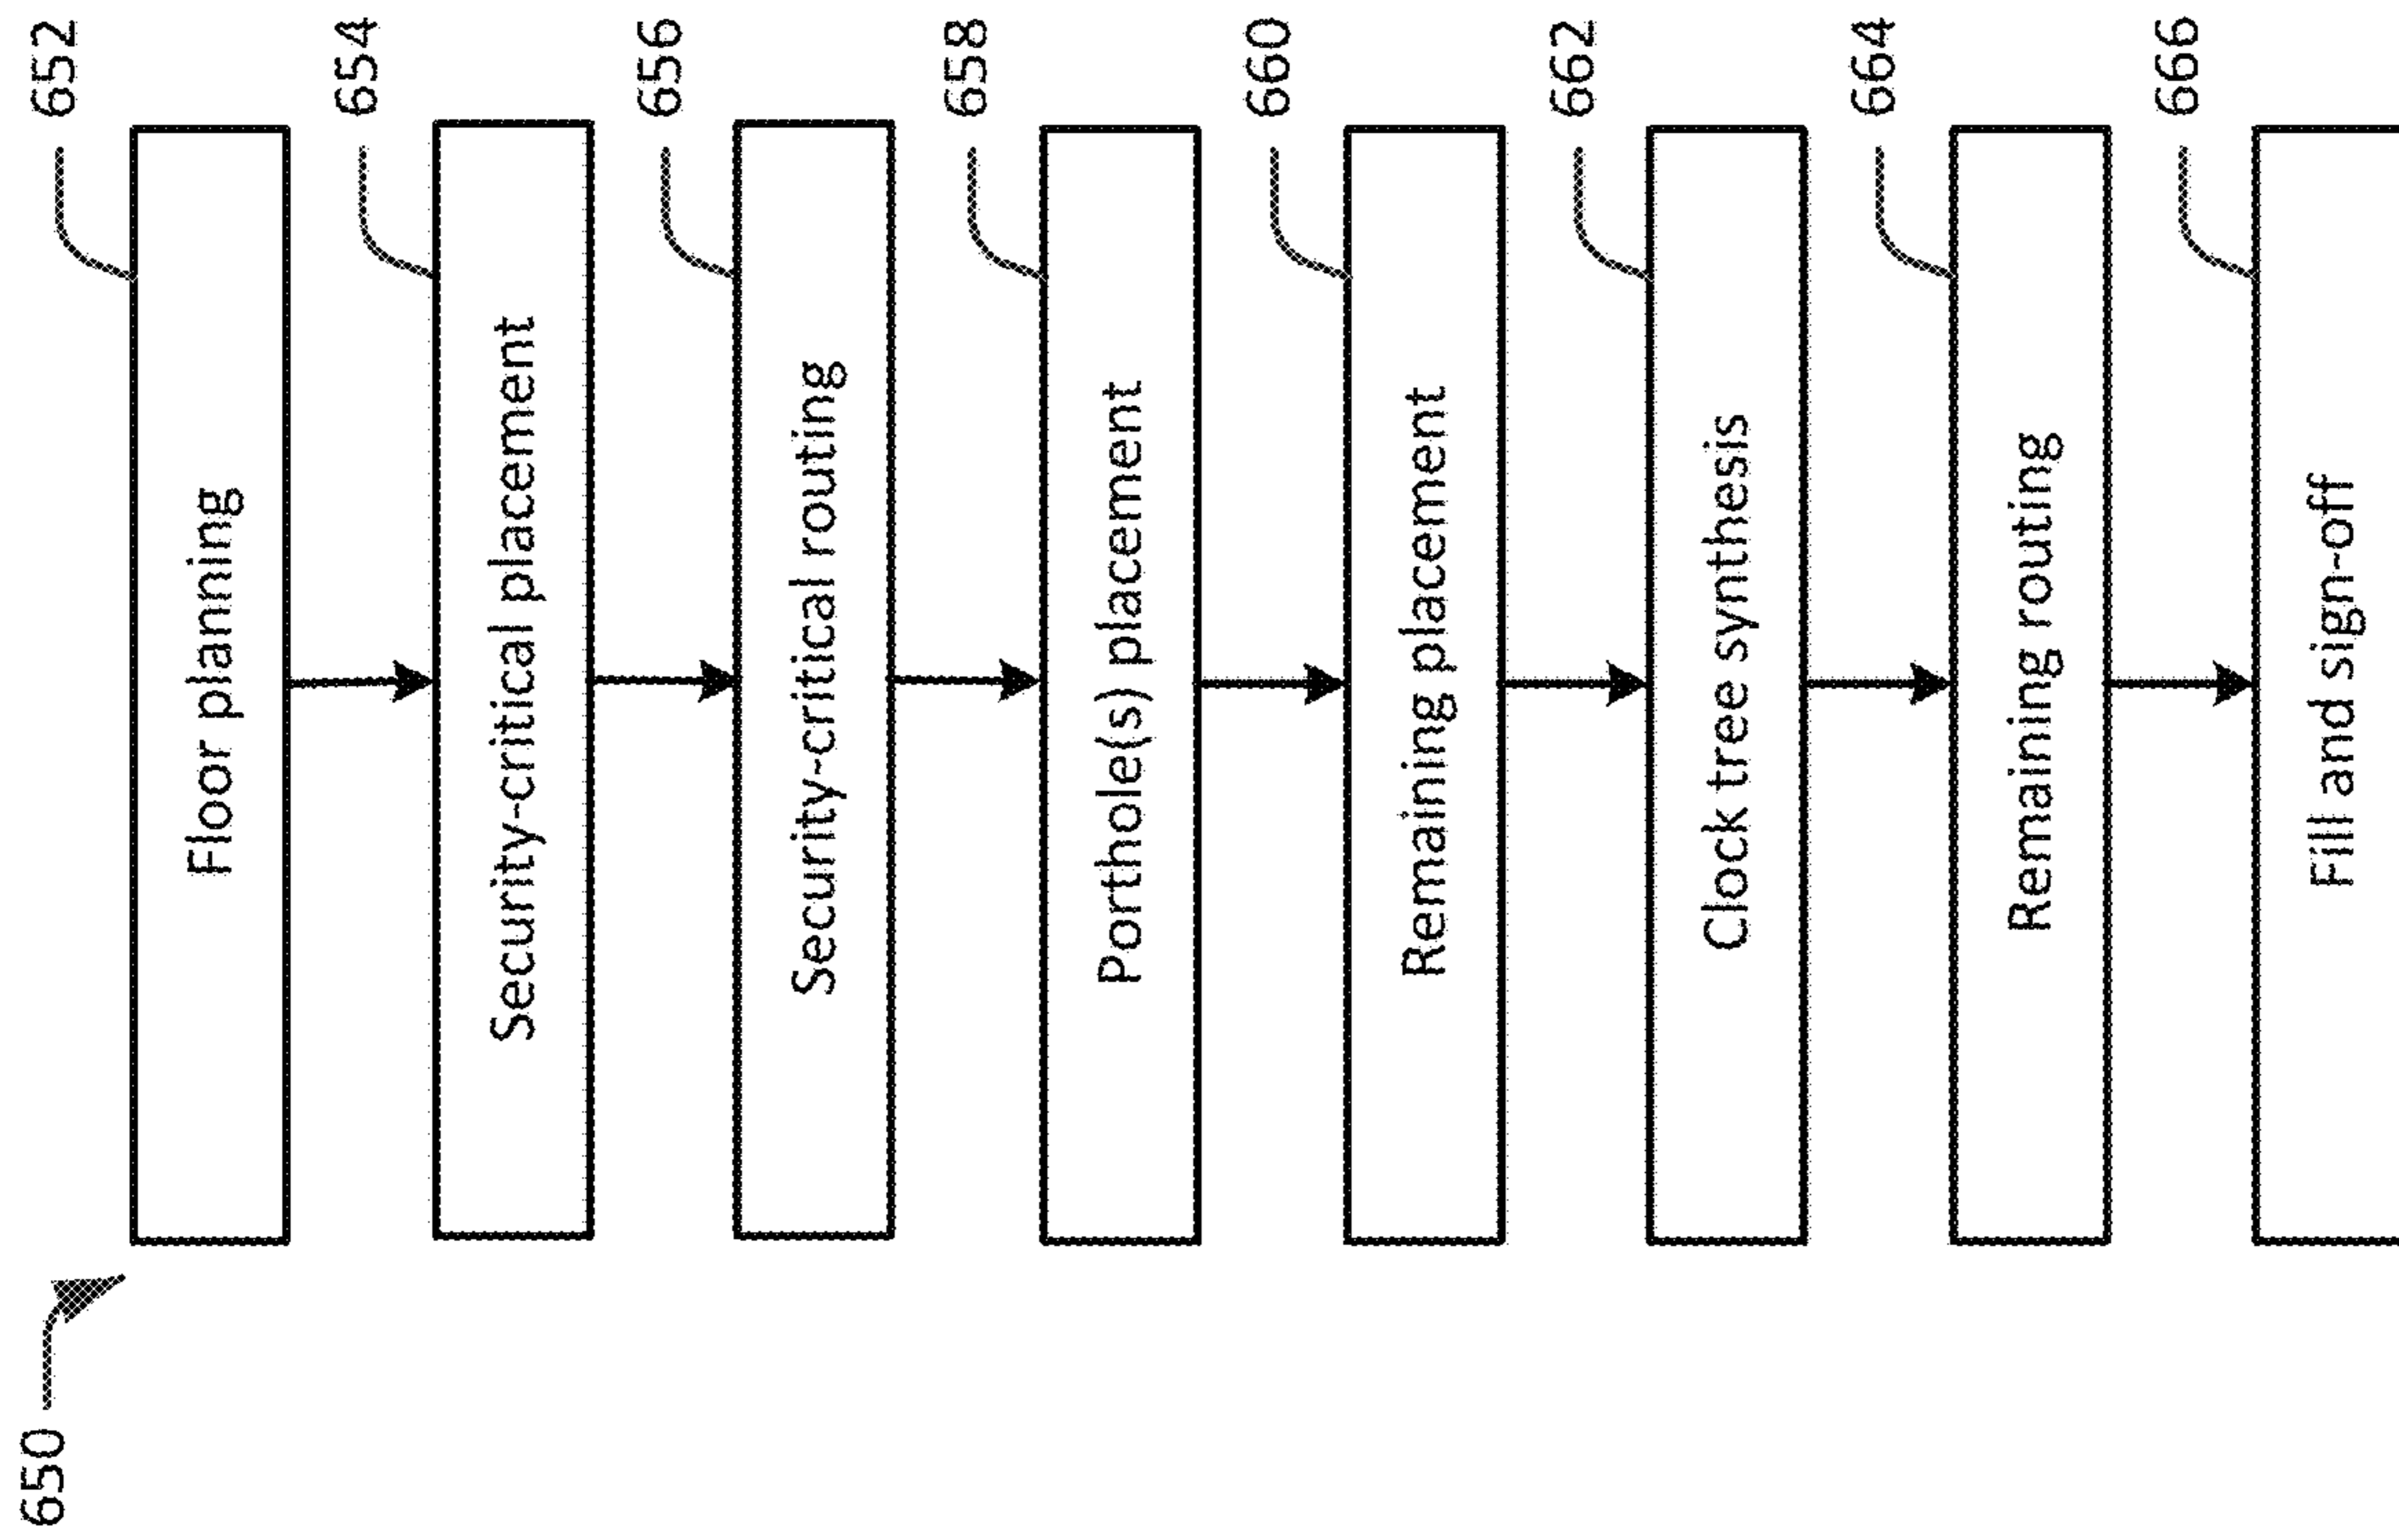 650
652
Floor planning
654
Security-critical placement
656
Security-critical routing
658
Porthole(s) placement
660
Remaining placement
662
Clock tree synthesis
664
Remaining routing
666
Fill and sign-off